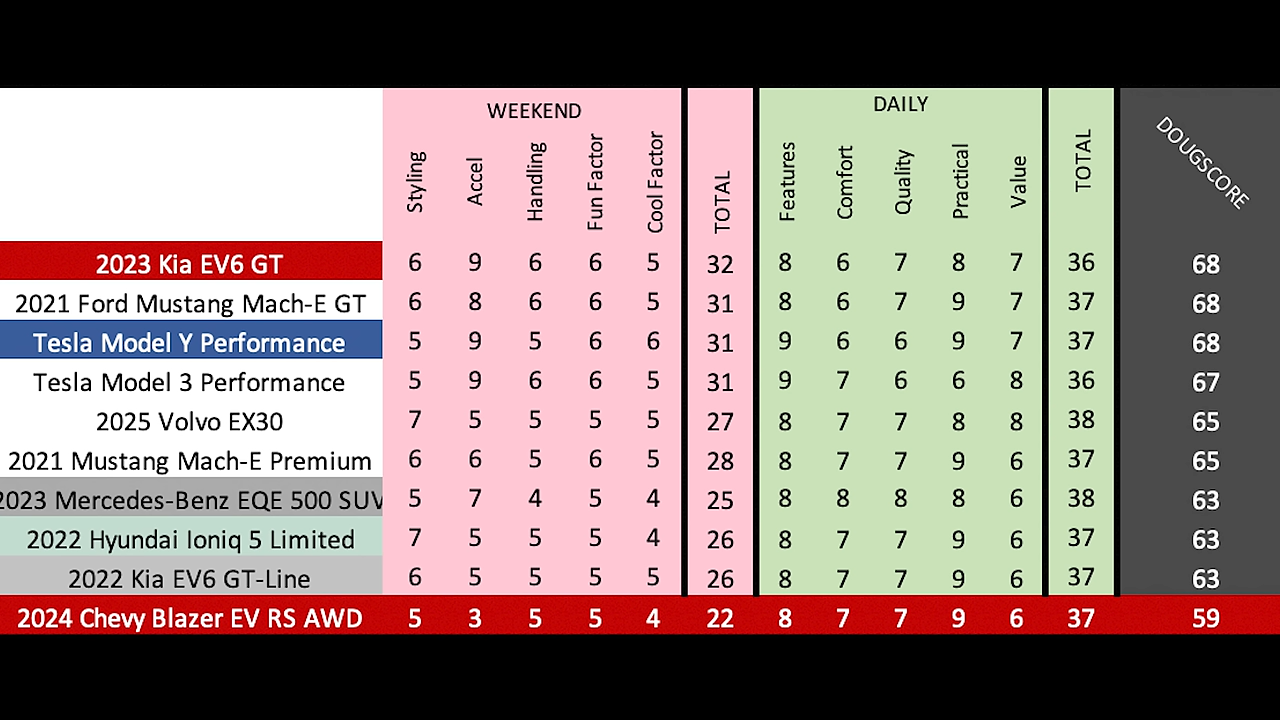 WEEKEND DAILY
Styling Accel Handling Fun Factor Cool Factor TOTAL Features Comfort Quality Practical Value TOTAL DOUGSCORE
2023 Kia EV6 GT 6 9 6 6 5 32 8 6 7 8 7 36 68
2021 Ford Mustang Mach-E GT 6 8 6 6 5 31 8 6 7 9 7 37 68
Tesla Model Y Performance 5 9 5 6 6 31 9 6 6 9 7 37 68
Tesla Model 3 Performance 5 9 6 6 5 31 9 7 6 6 8 36 67
2025 Volvo EX30 7 5 5 5 5 27 8 7 7 8 8 38 65
2021 Mustang Mach-E Premium 6 6 5 6 5 28 8 7 7 9 6 37 65
2023 Mercedes-Benz EQE 500 SUV 5 7 4 5 4 25 8 8 8 8 6 38 63
2022 Hyundai Ioniq 5 Limited 7 5 5 5 4 26 8 7 7 9 6 37 63
2022 Kia EV6 GT-Line 6 5 5 5 5 26 8 7 7 9 6 37 63
2024 Chevy Blazer EV RS AWD 5 3 5 5 4 22 8 7 7 9 6 37 59